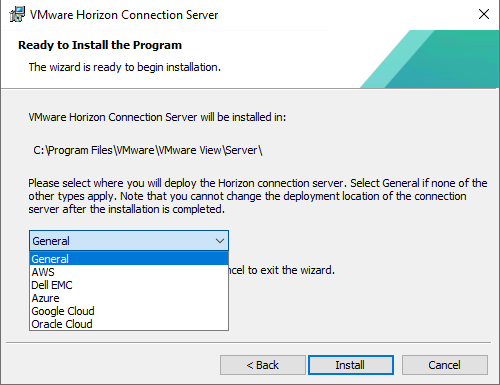 VMware Horizon Connection Server
Ready to Install the Program
The wizard is ready to begin installation.
VMware Horizon Connection Server will be installed in:
C:\Program Files\VMware\VMware View\Server\
Please select where you will deploy the Horizon connection server. Select General if none of the
other types apply. Note that you cannot change the deployment location of the connection
server after the installation is completed.
General
General
AWS
ncel to exit the wizard.
Dell EMC
Azure
Google Cloud
Oracle Cloud
< Back
Install
Cancel